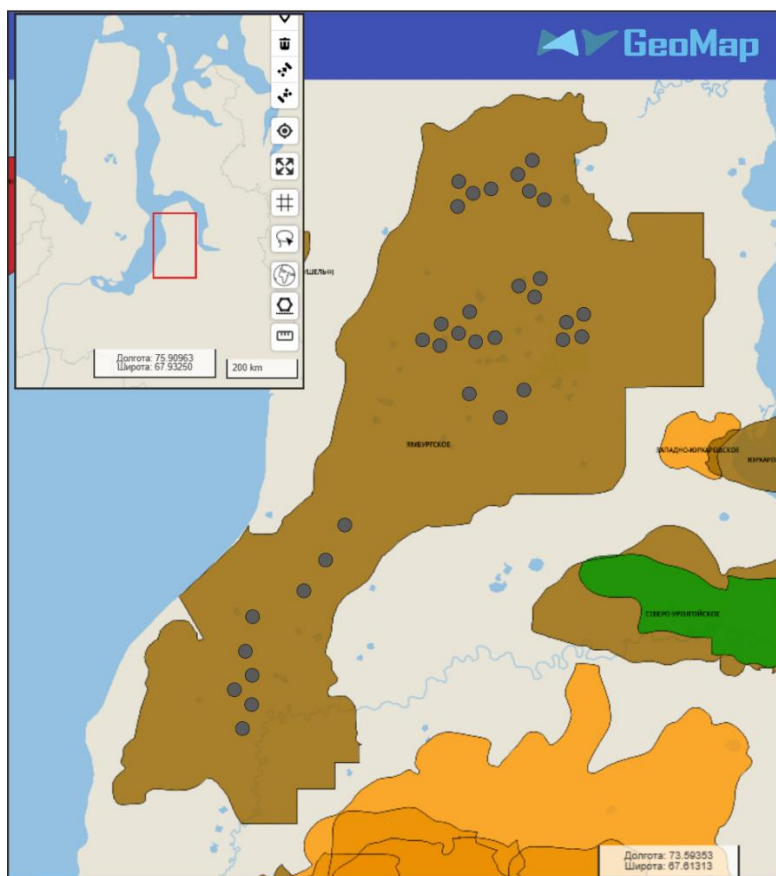 GeoMap
Долгота: 75.90963
Широта: 67.93250
200 km
ЯМБУРГСКОЕ
ЗАПАДНО-ЮРХАРОВСКОЕ
СЕВЕРО-УРЕНГОЙСКОЕ
Долгота: 73.59353
Широта: 67.61313